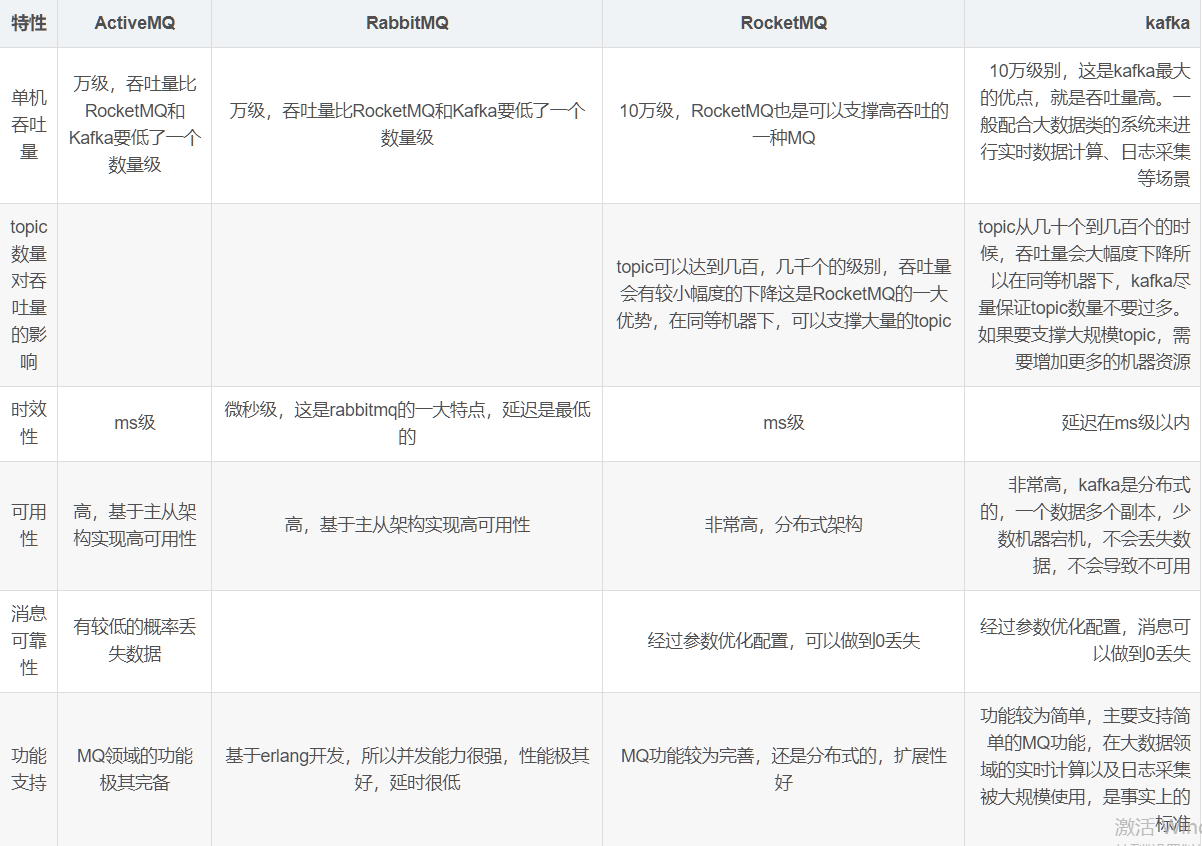 特性
ActiveMQ
RabbitMQ
RocketMQ
kafka
单机
吞吐
量
万级，吞吐量比
RocketMQ和
Kafka要低了一个
数量级
万级，吞吐量比RocketMQ和Kafka要低了一个
数量级
10万级，RocketMQ也是可以支撑高吞吐的
一种MQ
10万级别，这是kafka最大
的优点，就是吞吐量高。一
般配合大数据类的系统来进
行实时数据计算、日志采集
等场景
topic
数量
对吞
吐量
的影
响
topic可以达到几百，几千个的级别，吞吐量
会有较小幅度的下降这是RocketMQ的一大
优势，在同等机器下，可以支撑大量的topic
topic从几十个到几百个的时
候，吞吐量会大幅度下降所
以在同等机器下，kafka尽
量保证topic数量不要过多。
如果要支撑大规模topic，需
要增加更多的机器资源
时效
性
ms级
微秒级，这是rabbitmq的一大特点，延迟是最低
的
ms级
延迟在ms级以内
可用
性
高，基于主从架
构实现高可用性
高，基于主从架构实现高可用性
非常高，分布式架构
非常高，kafka是分布式
的，一个数据多个副本，少
数机器宕机，不会丢失数
据，不会导致不可用
消息
可靠
性
有较低的概率丢
失数据
经过参数优化配置，可以做到0丢失
经过参数优化配置，消息可
以做到0丢失
功能
支持
MQ领域的功能
极其完备
基于erlang开发，所以并发能力很强，性能极其
好，延时很低
MQ功能较为完善，还是分布式的，扩展性
好
功能较为简单，主要支持简
单的MQ功能，在大数据领
域的实时计算以及日志采集
被大规模使用，是事实上的
标准
激活 Wind